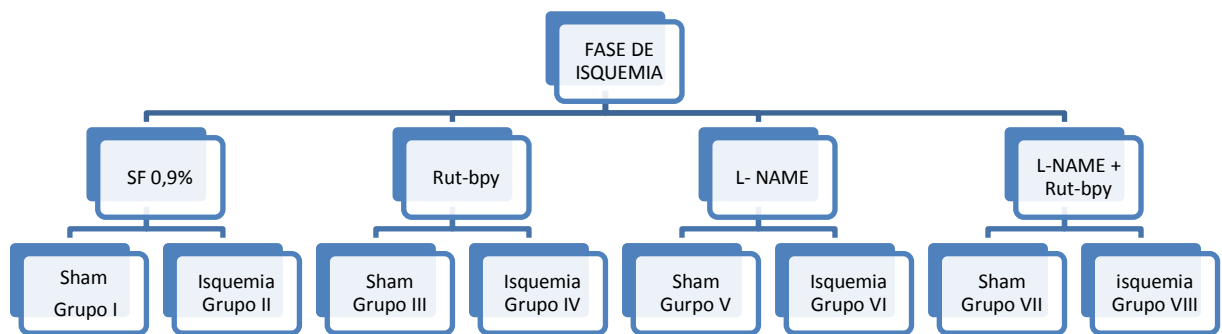 FASE DE
ISQUEMIA
SF 0,9%
Rut-bpy
L- NAME
L-NAME +
Rut-bpy
Sham
Grupo I
Isquemia
Grupo II
Sham
Grupo III
Isquemia
Grupo IV
Sham
Gurpo V
Isquemia
Grupo VI
Sham
Grupo VII
isquemia
Grupo VIII